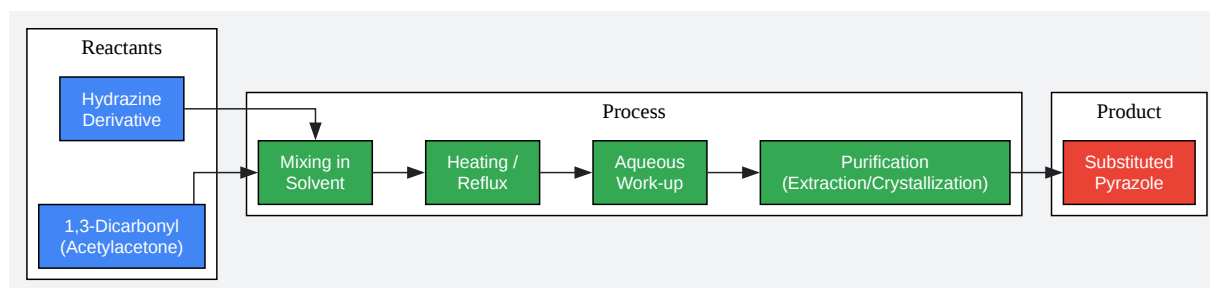 Reactants
Hydrazine
Derivative
1,3-Dicarbonyl
(Acetylacetone)
Process
Mixing in
Solvent
Heating /
Reflux
Aqueous
Work-up
Purification
(Extraction/Crystallization)
Product
Substituted
Pyrazole